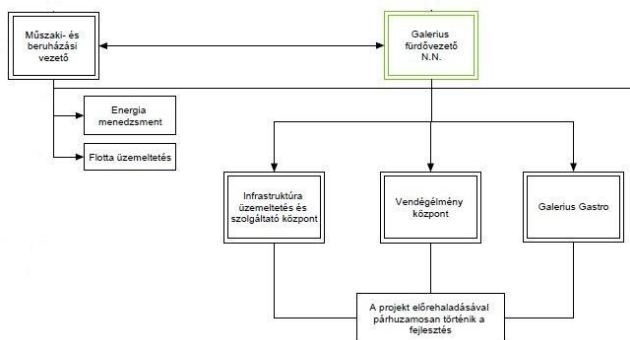 Műszaki- és
beruházási
vezető
Galerius
fürdővezető
N.N.
Energia
menedzsment
Flotta üzemeltetés
Infrastruktúra
üzemeltetés és
szolgáltató központ
Vendégélmény
központ
Galerius Gastro
A projekt előrehaladásával
párhuzamosan történik a
fejlesztés